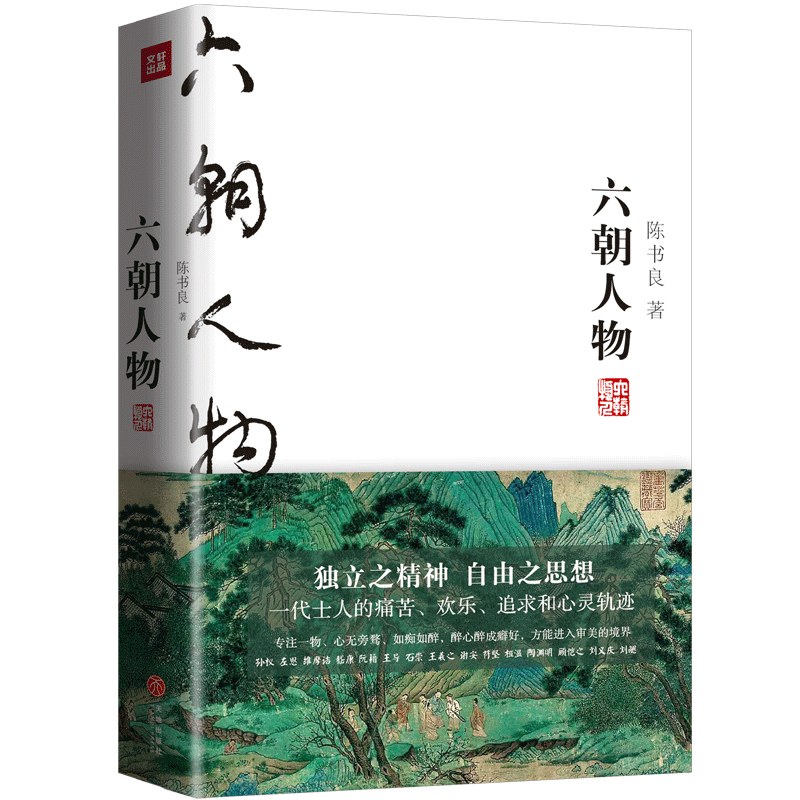 文轩
出品
六朝人物
陈书良 著
六朝人物
六朝人物
陈书良 著
独立之精神 自由之思想
一代士人的痛苦、欢乐、追求和心灵轨迹
专注一物、心无旁骛、如痴如醉，醉心醉成癖好，方能进入审美的境界
孙权 左思 维摩诘 嵇康 阮籍 王导 石崇 王羲之 谢安 苻坚 桓温 陶渊明 顾恺之 刘义庆 刘勰